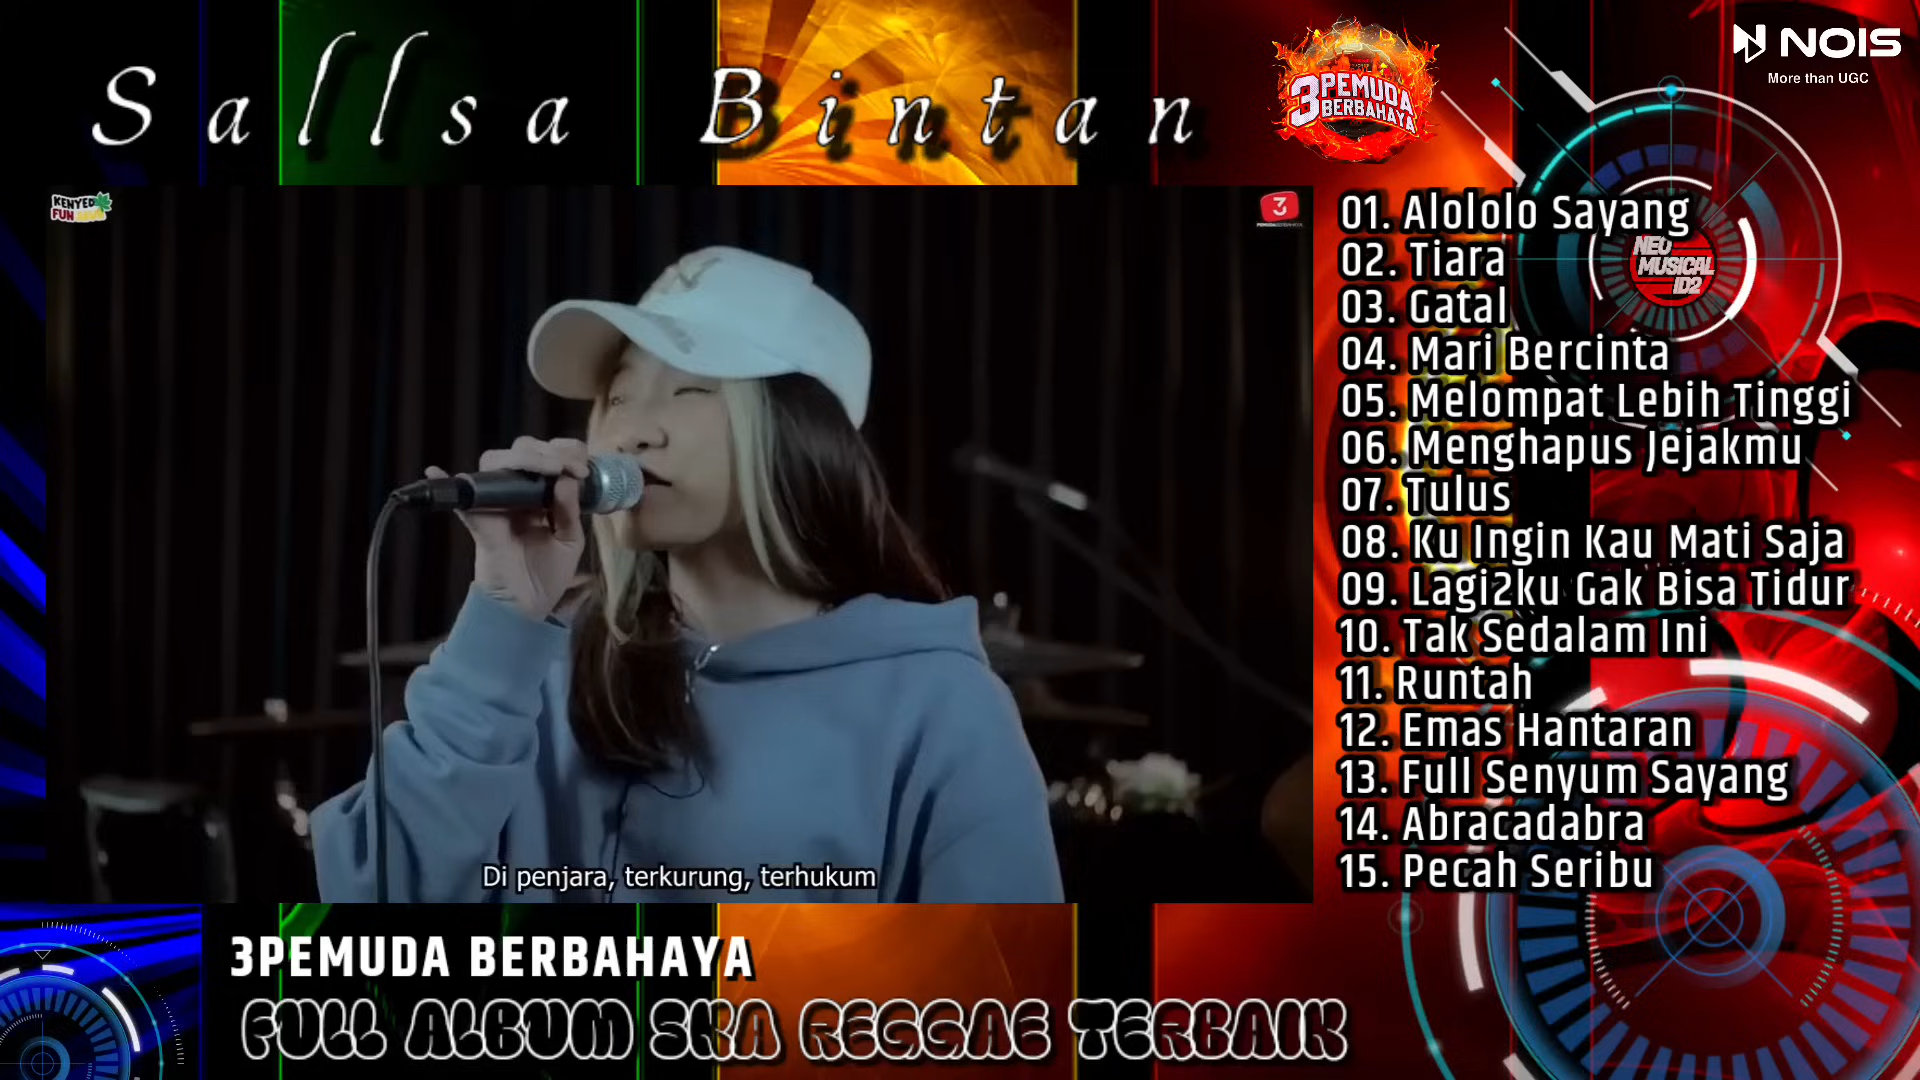 Sallsa Bintan
3PEMUDA
BERBAHAYA
NOIS
More than UGC
KENYED
FUN
3
01. Alololo Sayang
02. Tiara
03. Gatal
04. Mari Bercinta
05. Melompat Lebih Tinggi
06. Menghapus Jejakmu
07. Tulus
08. Ku Ingin Kau Mati Saja
09. Lagi2ku Gak Bisa Tidur
10. Tak Sedalam Ini
11. Runtah
12. Emas Hantaran
13. Full Senyum Sayang
14. Abracadabra
15. Pecah Seribu
NEO
MUSICAL
ID2
Di penjara, terkurung, terhukum
3PEMUDA BERBAHAYA
FULL ALBUM SKA REGGAE TERBAIK